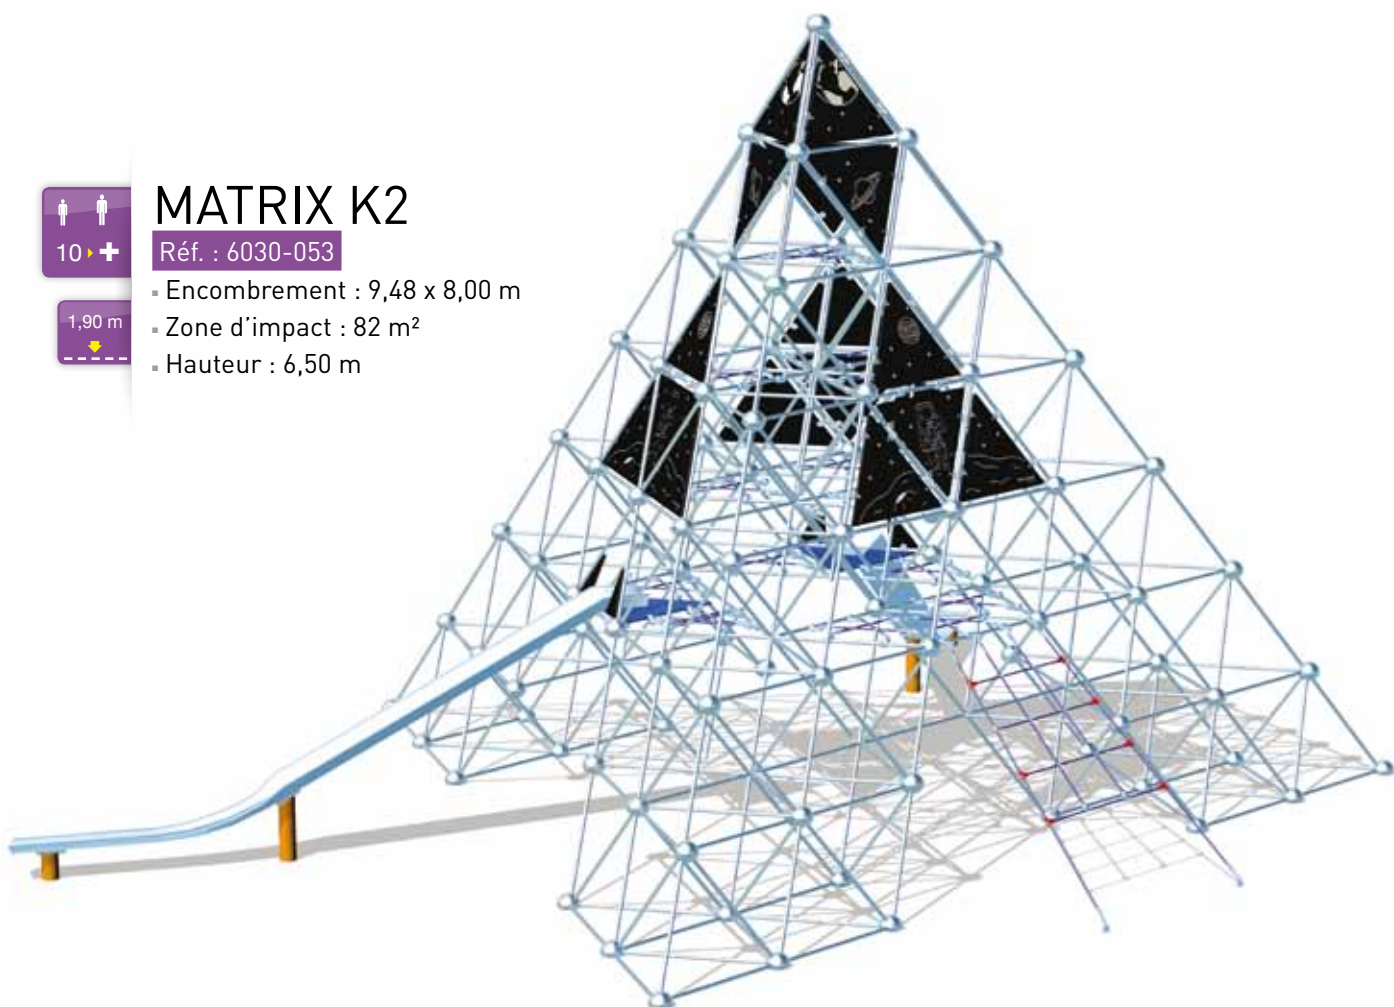 MATRIX K2
10 +
Réf. : 6030-053
Encombrement : 9,48 x 8,00 m
1,90 m
Zone d'impact : 82 m²
Hauteur : 6,50 m